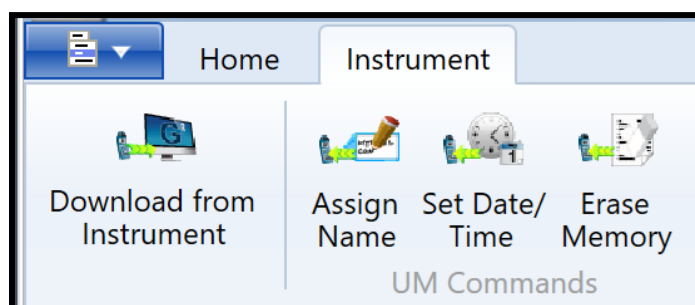 Home Instrument
Download from Instrument
Assign Name
Set Date/ Time
Erase Memory
UM Commands